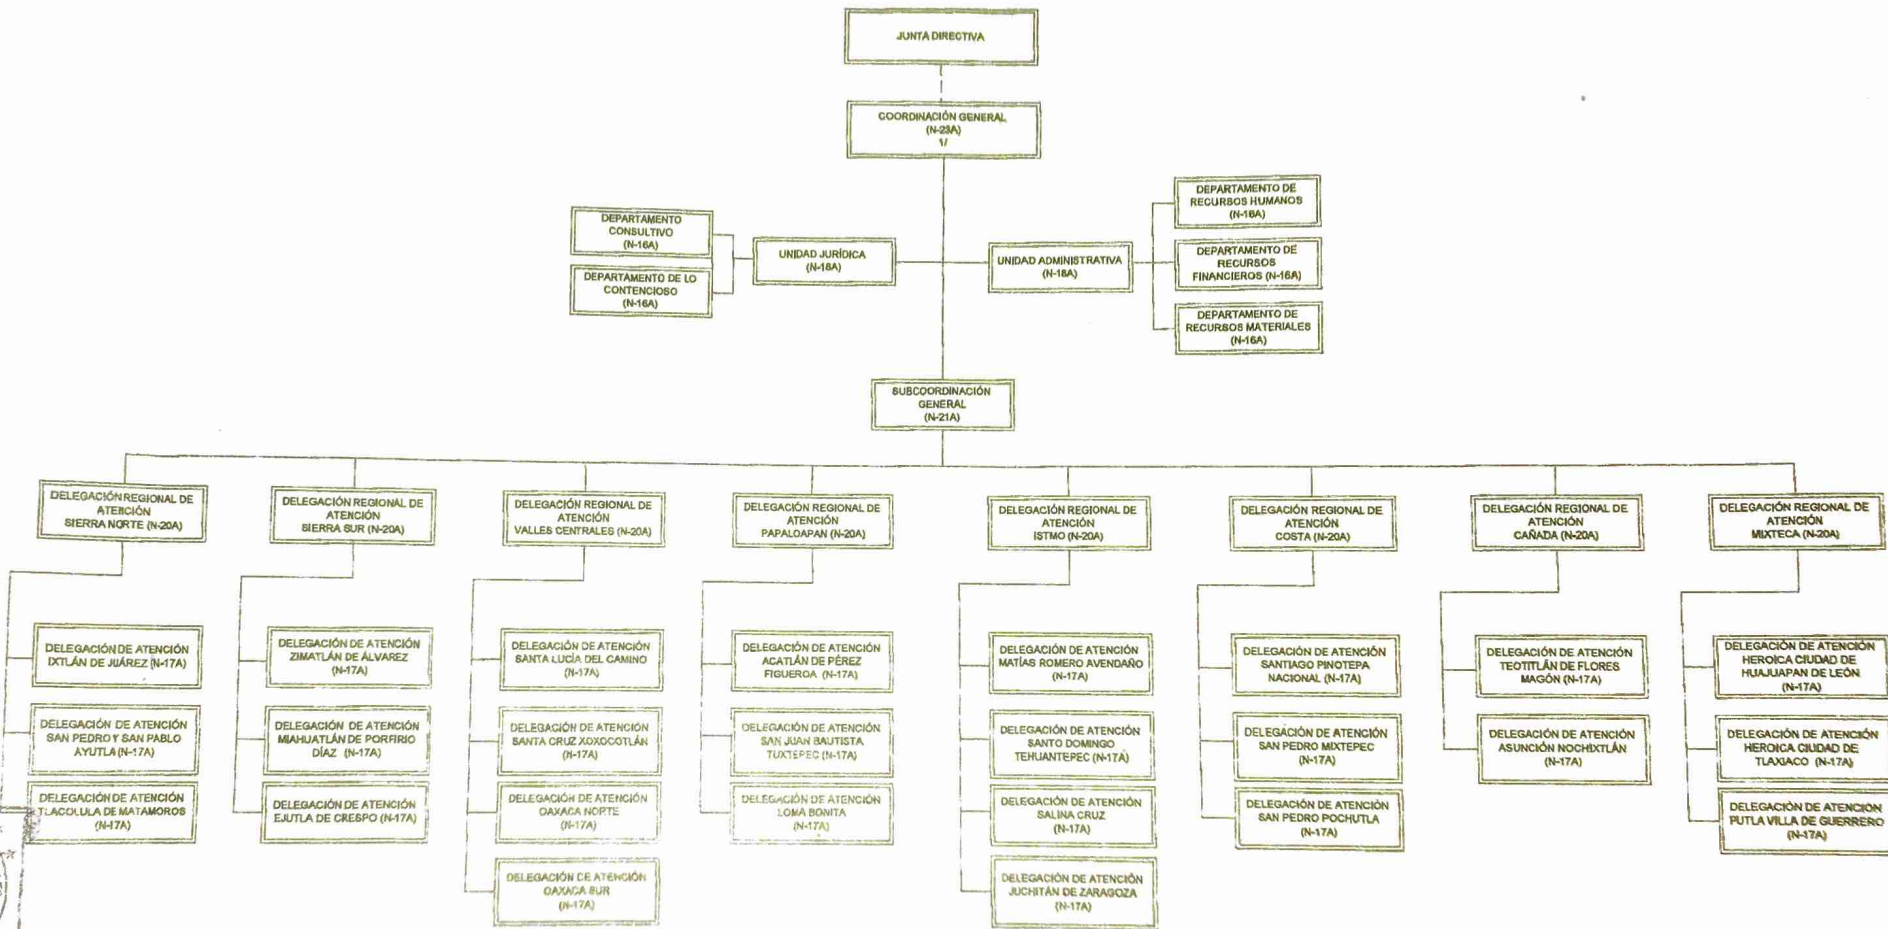 JUNTA DIRECTIVA
COORDINACIÓN GENERAL
(N-23A)
1/
DEPARTAMENTO
CONSULTIVO
(N-16A)
DEPARTAMENTO DE LO
CONTENCIOSO
(N-16A)
UNIDAD JURÍDICA
(N-18A)
UNIDAD ADMINISTRATIVA
(N-18A)
DEPARTAMENTO DE
RECURSOS HUMANOS
(N-16A)
DEPARTAMENTO DE
RECURSOS
FINANCIEROS (N-16A)
DEPARTAMENTO DE
RECURSOS MATERIALES
(N-16A)
SUBCOORDINACIÓN
GENERAL
(N-21A)
DELEGACIÓN REGIONAL DE
ATENCIÓN
SIERRA NORTE (N-20A)
DELEGACIÓN DE ATENCIÓN
IXTLÁN DE JUÁREZ (N-17A)
DELEGACIÓN DE ATENCIÓN
SAN PEDRO Y SAN PABLO
AYUTLA (N-17A)
DELEGACIÓN DE ATENCIÓN
TLACOLULA DE MATAMOROS
(N-17A)
DELEGACIÓN REGIONAL DE
ATENCIÓN
SIERRA SUR (N-20A)
DELEGACIÓN DE ATENCIÓN
ZIMATLÁN DE ÁLVAREZ
(N-17A)
DELEGACIÓN DE ATENCIÓN
MIAHUATLÁN DE PORFIRIO
DÍAZ (N-17A)
DELEGACIÓN DE ATENCIÓN
EJUTLA DE CRESPO (N-17A)
DELEGACIÓN REGIONAL DE
ATENCIÓN
VALLES CENTRALES (N-20A)
DELEGACIÓN DE ATENCIÓN
SANTA LUCÍA DEL CAMINO
(N-17A)
DELEGACIÓN DE ATENCIÓN
SANTA CRUZ XOXOCOTLÁN
(N-17A)
DELEGACIÓN DE ATENCIÓN
OAXACA NORTE
(N-17A)
DELEGACIÓN DE ATENCIÓN
OAXACA SUR
(N-17A)
DELEGACIÓN REGIONAL DE
ATENCIÓN
PAPALOAPAN (N-20A)
DELEGACIÓN DE ATENCIÓN
ACATLÁN DE PÉREZ
FIGUEROA (N-17A)
DELEGACIÓN DE ATENCIÓN
SAN JUAN BAUTISTA
TUXTEPEC (N-17A)
DELEGACIÓN DE ATENCIÓN
LOMA BONITA
(N-17A)
DELEGACIÓN REGIONAL DE
ATENCIÓN
ISTMO (N-20A)
DELEGACIÓN DE ATENCIÓN
MATÍAS ROMERO AVENDAÑO
(N-17A)
DELEGACIÓN DE ATENCIÓN
SANTO DOMINGO
TEHUANTEPEC (N-17A)
DELEGACIÓN DE ATENCIÓN
SALINA CRUZ
(N-17A)
DELEGACIÓN DE ATENCIÓN
JUCHITÁN DE ZARAGOZA
(N-17A)
DELEGACIÓN REGIONAL DE
ATENCIÓN
COSTA (N-20A)
DELEGACIÓN DE ATENCIÓN
SANTIAGO PINOTEPA
NACIONAL (N-17A)
DELEGACIÓN DE ATENCIÓN
SAN PEDRO MIXTEPEC
(N-17A)
DELEGACIÓN DE ATENCIÓN
SAN PEDRO POCHUTLA
(N-17A)
DELEGACIÓN REGIONAL DE
ATENCIÓN
CAÑADA (N-20A)
DELEGACIÓN DE ATENCIÓN
TEOTITLÁN DE FLORES
MAGÓN (N-17A)
DELEGACIÓN DE ATENCIÓN
ASUNCIÓN NOCHIXTLÁN
(N-17A)
DELEGACIÓN REGIONAL DE
ATENCIÓN
MIXTECA (N-20A)
DELEGACIÓN DE ATENCIÓN
HEROICA CIUDAD DE
HUAJUAPAN DE LEÓN
(N-17A)
DELEGACIÓN DE ATENCIÓN
HEROICA CIUDAD DE
TLAXIACO (N-17A)
DELEGACIÓN DE ATENCIÓN
PUTLA VILLA DE GUERRERO
(N-17A)